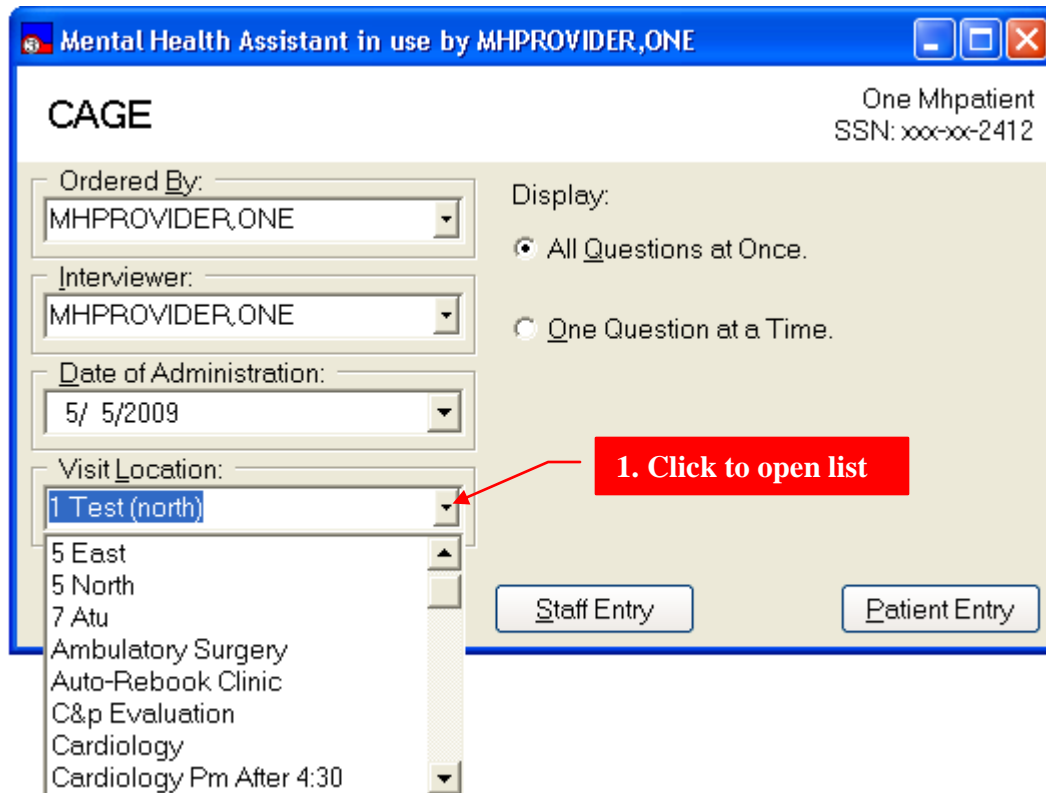 Mental Health Assistant in use by MHPROVIDER,ONE
CAGE
One Mhpatient
SSN: xxx-xx-2412
Ordered By:
MHPROVIDER,ONE
Interviewer:
MHPROVIDER,ONE
Date of Administration:
5/ 5/2009
Visit Location:
1 Test (north)
5 East
5 North
7 Atu
Ambulatory Surgery
Auto-Rebook Clinic
C&p Evaluation
Cardiology
Cardiology Pm After 4:30
Display:
All Questions at Once.
One Question at a Time.
1. Click to open list
Staff Entry
Patient Entry